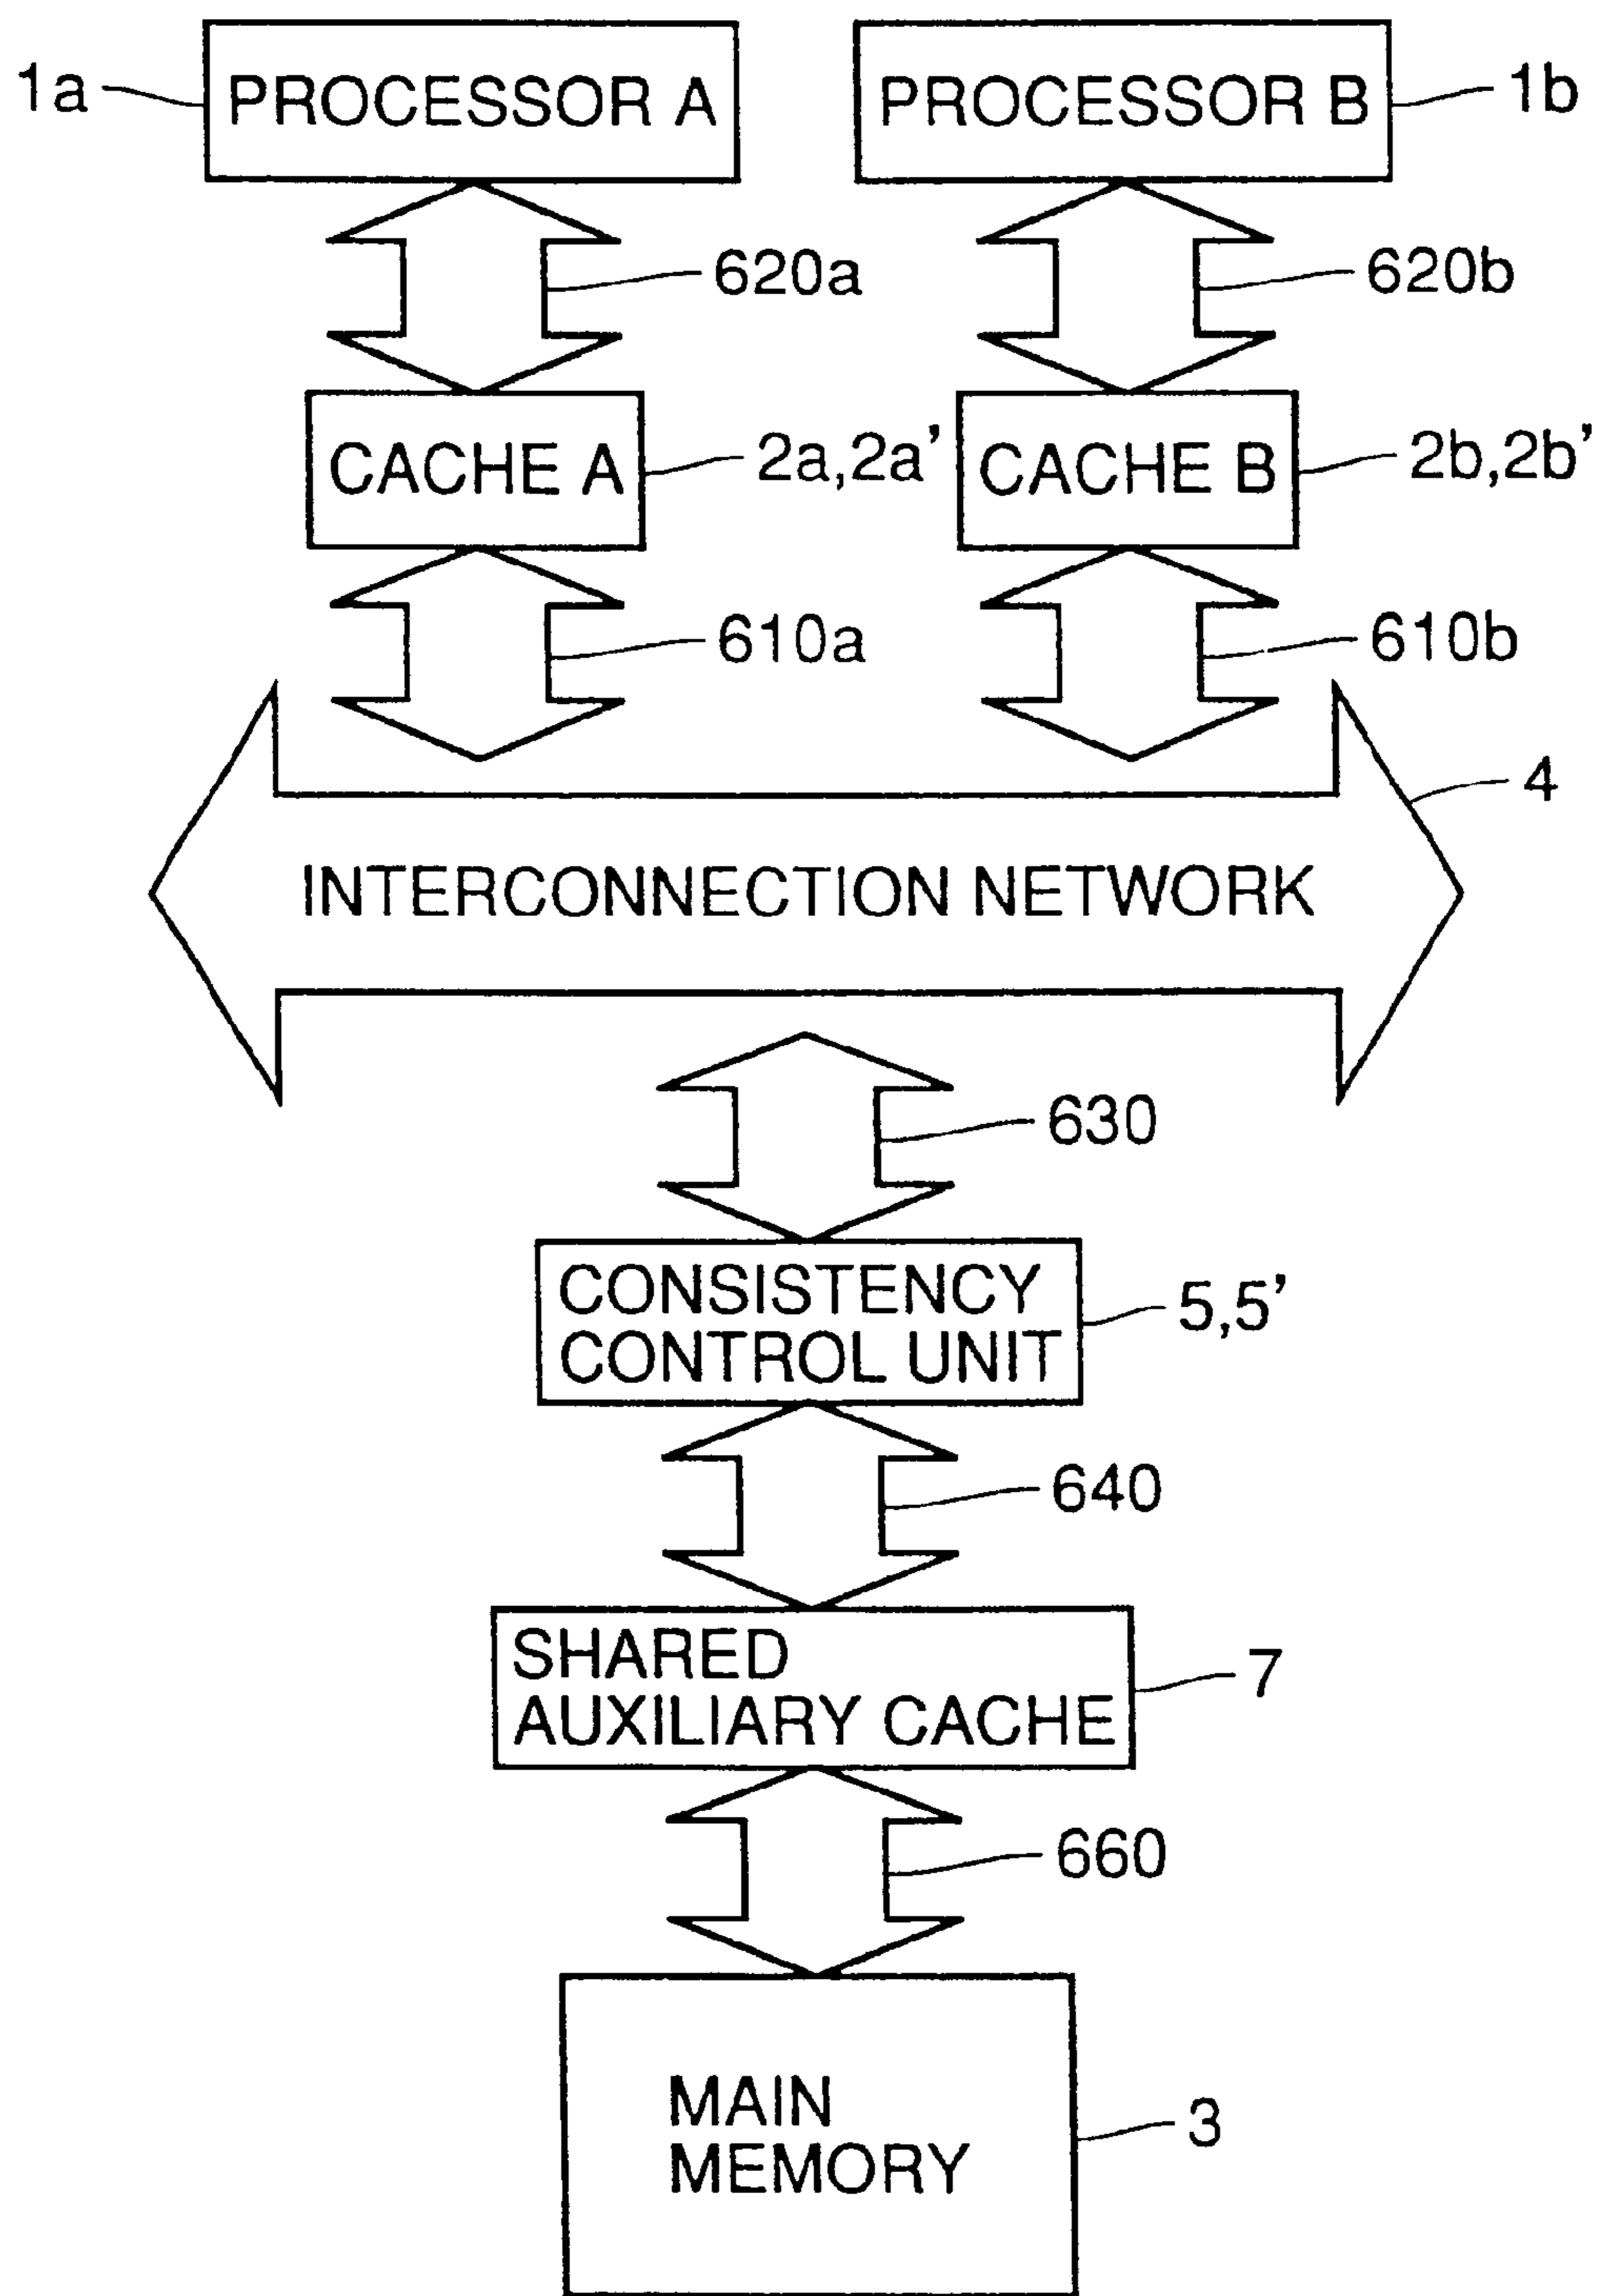 1a
PROCESSOR A
PROCESSOR B
1b
620a
620b
CACHE A
2a,2a’
CACHE B
2b,2b’
610a
610b
4
INTERCONNECTION NETWORK
630
CONSISTENCY
CONTROL UNIT
5,5’
640
SHARED
AUXILIARY CACHE
7
660
MAIN
MEMORY
3